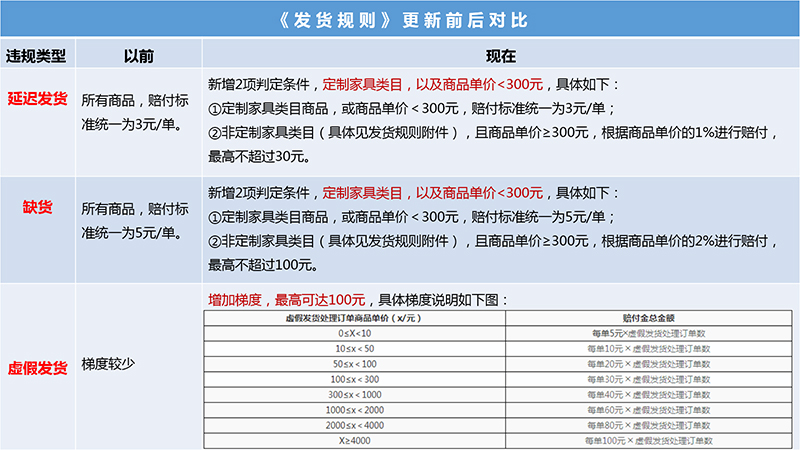 《发货规则》更新前后对比
违规类型 以前 现在
延迟发货
所有商品，赔付标
准统一为3元/单。
新增2项判定条件，定制家具类目，以及商品单价<300元，具体如下：
①定制家具类目商品，或商品单价＜300元，赔付标准统一为3元/单；
②非定制家具类目（具体见发货规则附件），且商品单价≥300元，根据商品单价的1%进行赔付，
最高不超过30元。
缺货
所有商品，赔付标
准统一为5元/单。
新增2项判定条件，定制家具类目，以及商品单价<300元，具体如下：
①定制家具类目商品，或商品单价＜300元，赔付标准统一为5元/单；
②非定制家具类目（具体见发货规则附件），且商品单价≥300元，根据商品单价的2%进行赔付，
最高不超过100元。
虚假发货
梯度较少
增加梯度，最高可达100元，具体梯度说明如下图：
虚假发货处理订单商品单价（x/元） 赔付金总金额
0≤X<10 每单5元×虚假发货处理订单数
10≤x＜50 每单10元×虚假发货处理订单数
50≤x＜100 每单20元×虚假发货处理订单数
100≤x＜300 每单30元×虚假发货处理订单数
300≤x＜1000 每单40元×虚假发货处理订单数
1000≤x<2000 每单60元×虚假发货处理订单数
2000≤x<4000 每单80元×虚假发货处理订单数
X≥4000 每单100元×虚假发货处理订单数